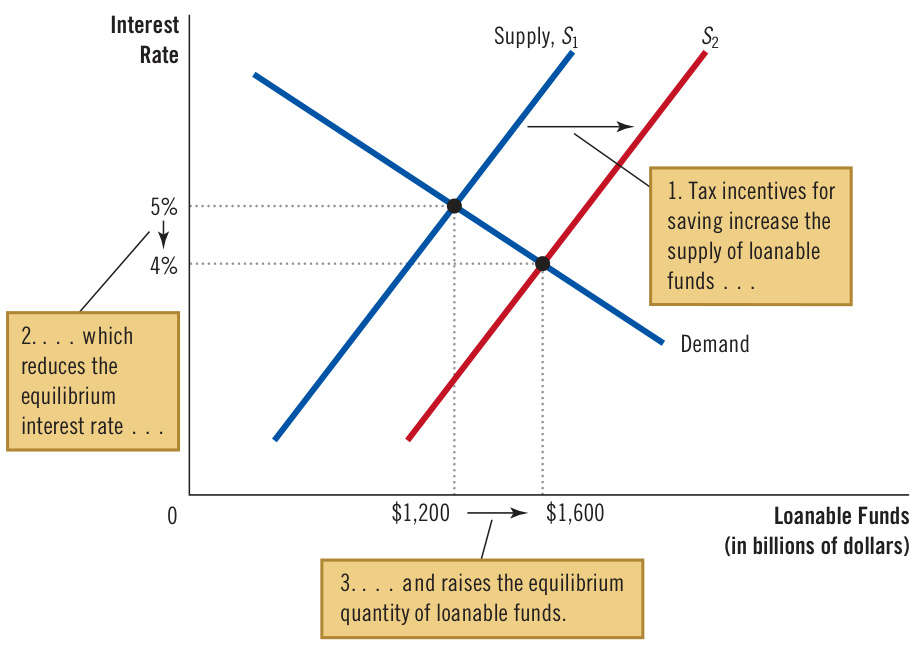 Interest
Rate
Supply, S₁
S₂
1. Tax incentives for
saving increase the
supply of loanable
funds . . .
5%
4%
2. . . . which
reduces the
equilibrium
interest rate . . .
Demand
0
$1,200
$1,600
Loanable Funds
(in billions of dollars)
3. . . . and raises the equilibrium
quantity of loanable funds.